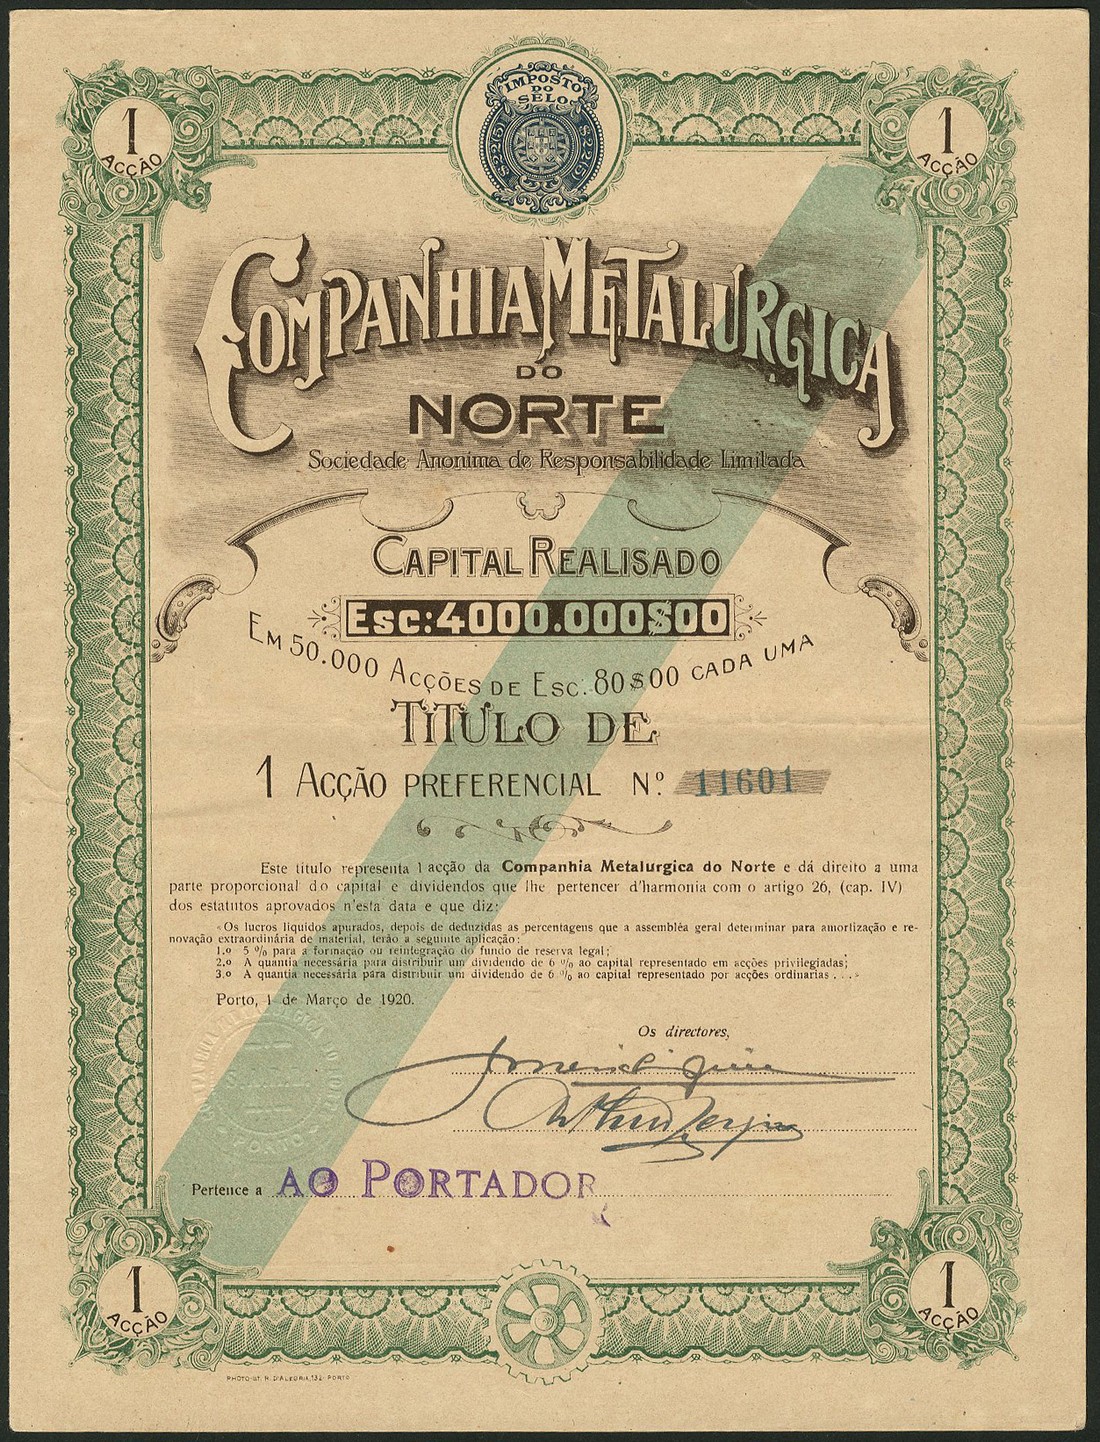 1
ACÇÃO
IMPOSTO
DO
SELO
1
ACÇÃO
COMPANHIA METALURGICA
DO
NORTE
Sociedade Anonima de Responsabilidade Limitada
CAPITAL REALISADO
Esc: 4000.000$00
EM 50.000 ACÇÕES DE ESC. 80$00 CADA UMA
TITULO DE
1 ACÇÃO PREFERENCIAL Nº 11601
Este titulo representa 1 acção da Companhia Metalurgica do Norte e dá direito a uma
parte proporcional do capital e dividendos que lhe pertencer d'harmonia com o artigo 26, (cap. IV)
dos estatutos aprovados n'esta data e que diz:
«Os lucros liquidos apurados, depois de deduzidas as percentagens que a assembléa geral determinar para amortização e re-
novação extraordinária de material, terão a seguinte aplicação:
1.º 5 % para a formação ou reintegração do fundo de reserva legal;
2.º A quantia necessária para distribuir um dividendo de 6 % ao capital representado em acções privilegiadas;
3.º A quantia necessária para distribuir um dividendo de 6 % ao capital representado por acções ordinarias . . .»
Porto, 1 de Março de 1920.
Os directores,
Pertence a AO PORTADOR
1
ACÇÃO
1
ACÇÃO